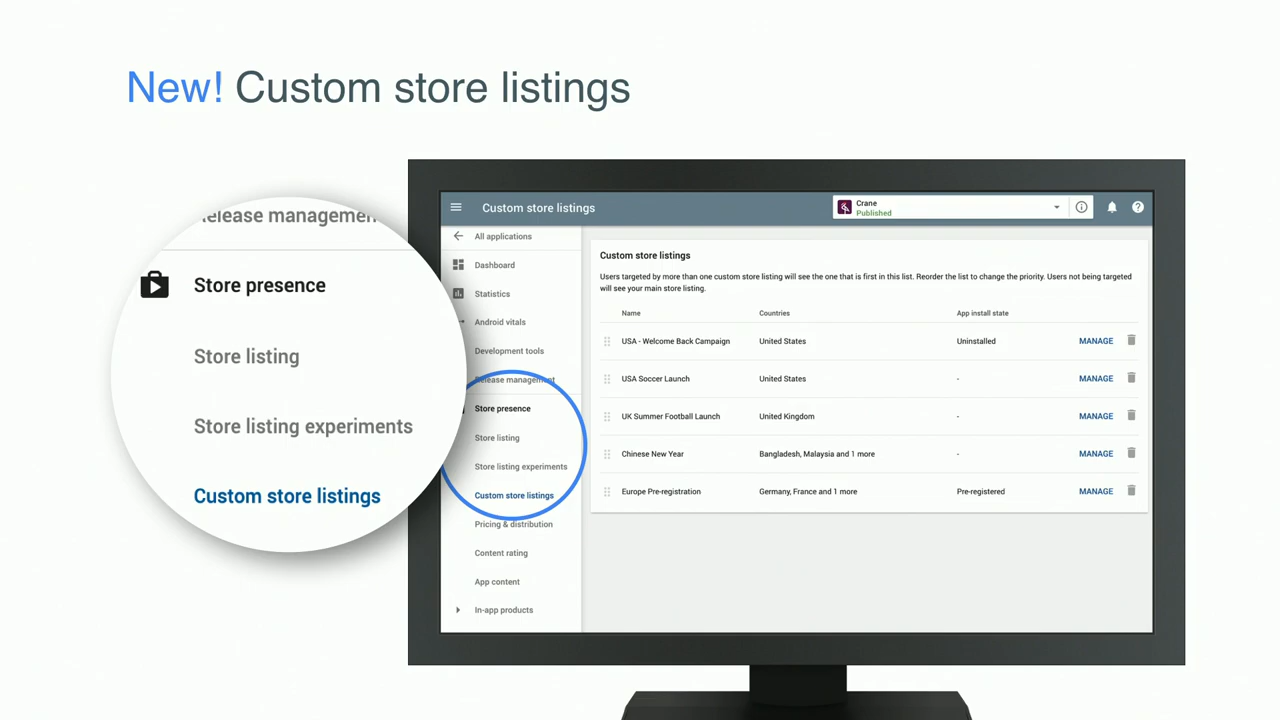 New! Custom store listings
Release management
Store presence
Store listing
Store listing experiments
Custom store listings
Custom store listings
Crane
Published
All applications
Dashboard
Statistics
Android vitals
Development tools
Release management
Store presence
Store listing
Store listing experiments
Custom store listings
Pricing & distribution
Content rating
App content
In-app products
Custom store listings
Users targeted by more than one custom store listing will see the one that is first in this list. Reorder the list to change the priority. Users not being targeted
will see your main store listing.
Name Countries App install state
USA - Welcome Back Campaign United States Uninstalled MANAGE
USA Soccer Launch United States - MANAGE
UK Summer Football Launch United Kingdom - MANAGE
Chinese New Year Bangladesh, Malaysia and 1 more - MANAGE
Europe Pre-registration Germany, France and 1 more Pre-registered MANAGE